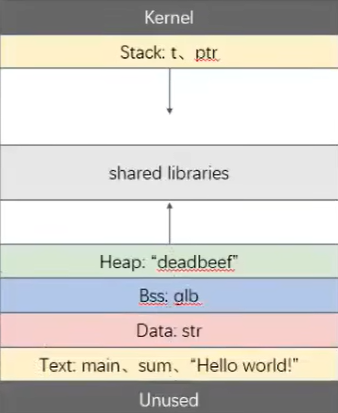 Kernel
Stack: t、ptr
shared libraries
Heap: “deadbeef”
Bss: glb
Data: str
Text: main、sum、“Hello world!”
Unused